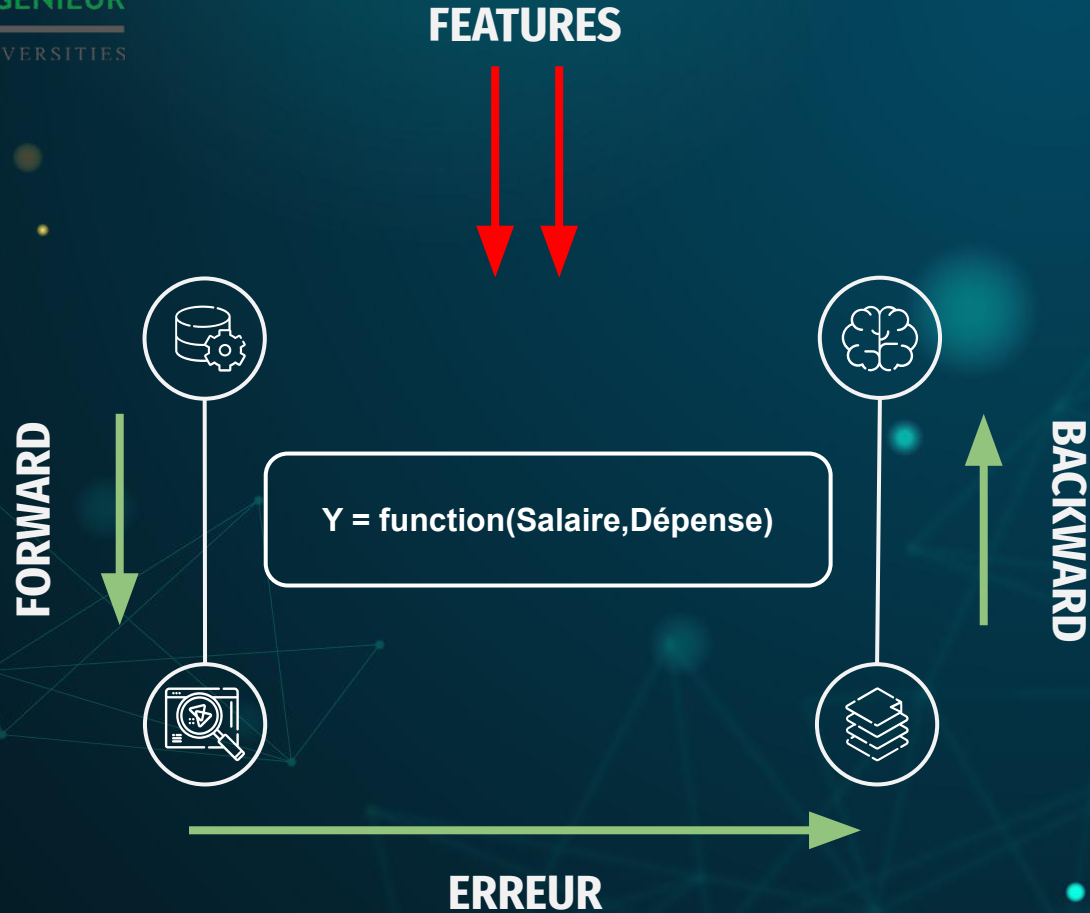 VERSITIES
FEATURES
FORWARD
Y = function(Salaire,Dépense)
BACKWARD
ERREUR